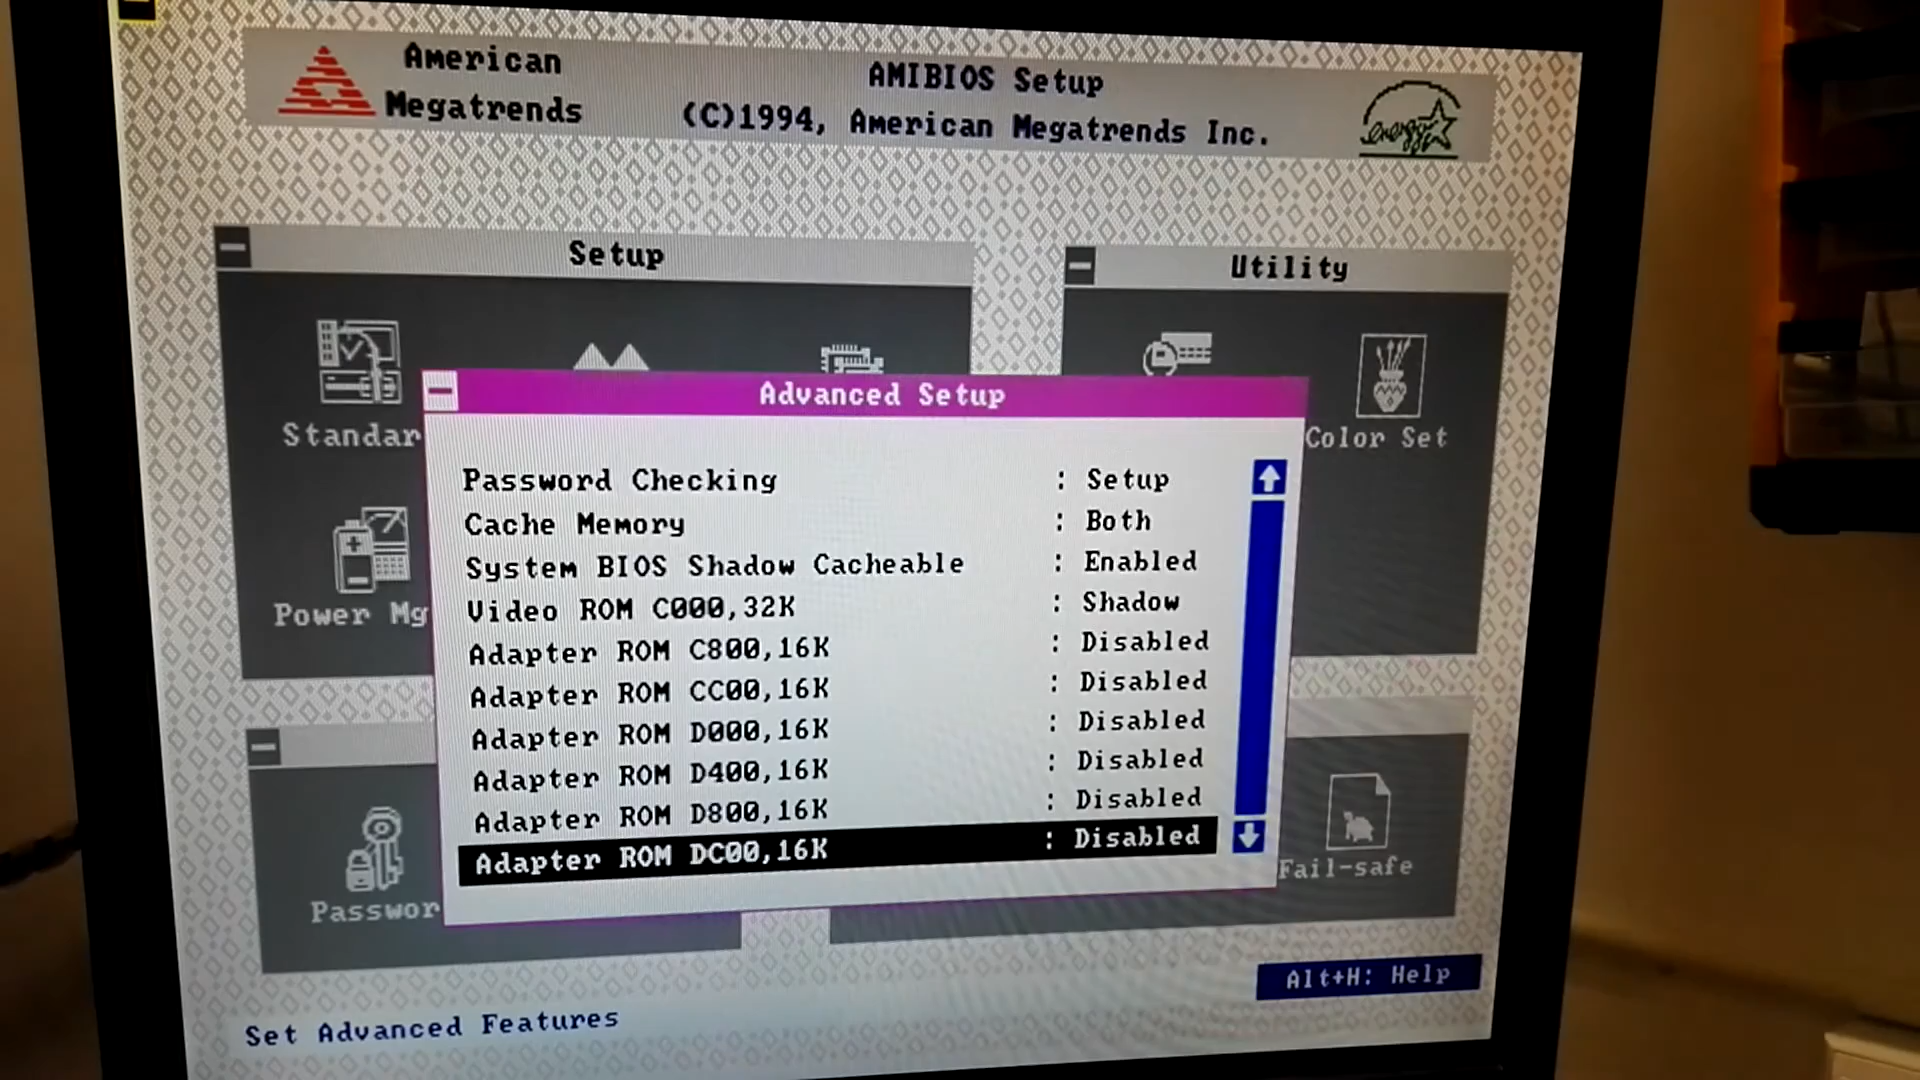 American
Megatrends
AMIBIOS Setup
(C)1994, American Megatrends Inc.
energy
Setup
Utility
Standar
Color Set
Power Mg
Advanced Setup
Password Checking : Setup
Cache Memory : Both
System BIOS Shadow Cacheable : Enabled
Video ROM C000,32K : Shadow
Adapter ROM C800,16K : Disabled
Adapter ROM CC00,16K : Disabled
Adapter ROM D000,16K : Disabled
Adapter ROM D400,16K : Disabled
Adapter ROM D800,16K : Disabled
Adapter ROM DC00,16K : Disabled
Passwor
Fail-safe
Alt+H: Help
Set Advanced Features